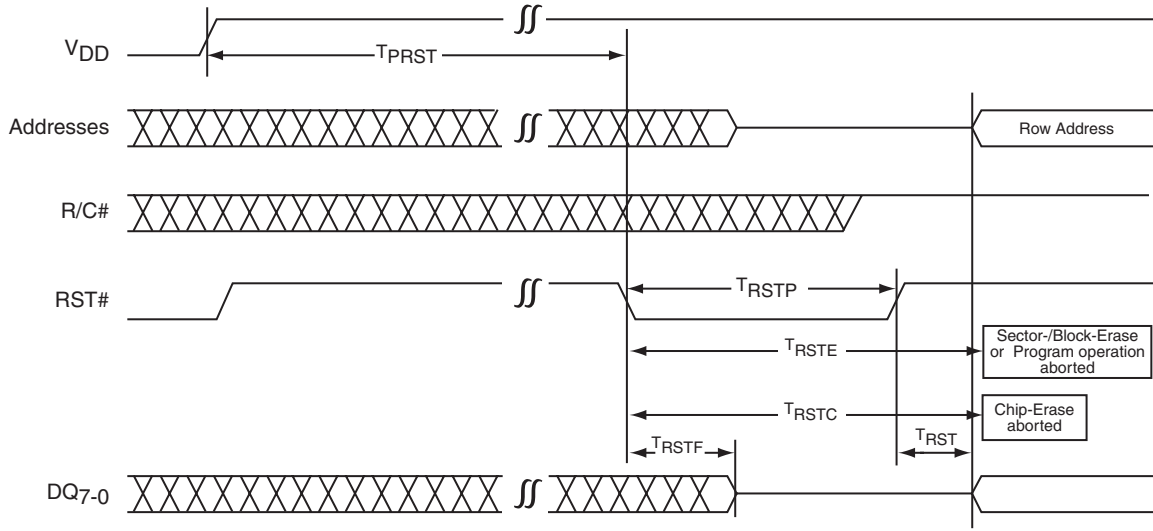 VDD
TPRST
Addresses
Row Address
R/C#
RST#
TRSTP
TRSTE
Sector-/Block-Erase
or Program operation
aborted
TRSTC
Chip-Erase
aborted
TRSTF
TRST
DQ7-0